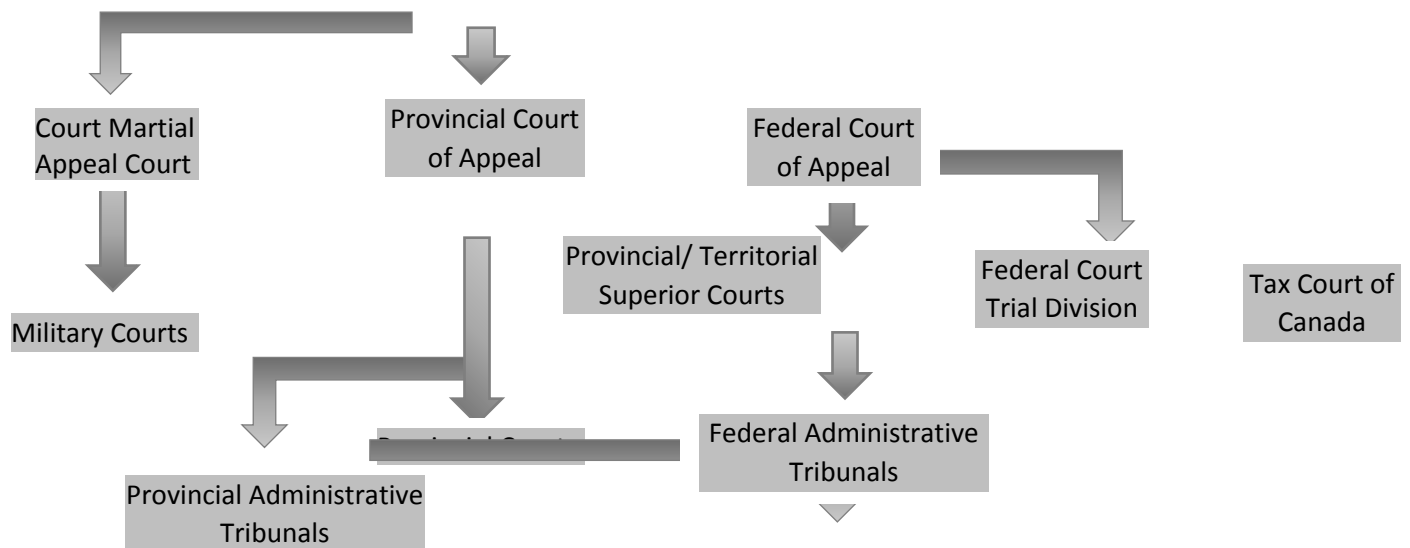 Court Martial
Appeal Court
Provincial Court
of Appeal
Federal Court
of Appeal
Provincial/ Territorial
Superior Courts
Federal Court
Trial Division
Tax Court of
Canada
Military Courts
Federal Administrative
Tribunals
Provincial Administrative
Tribunals